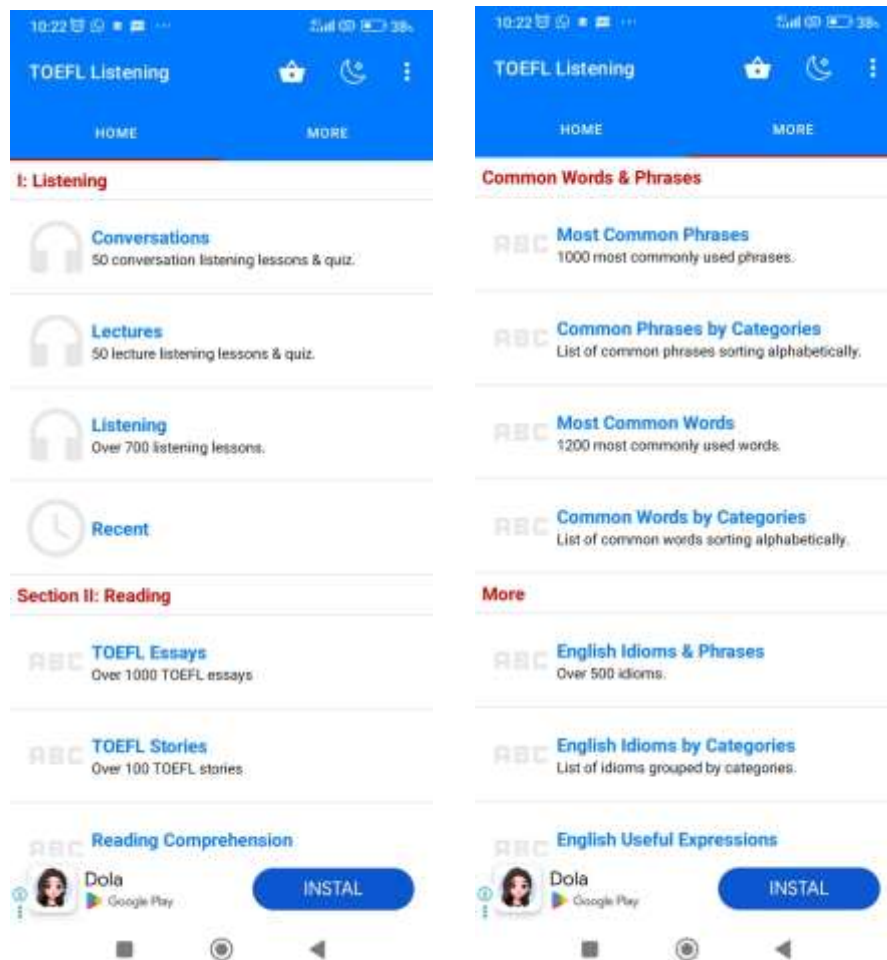 10:22
38%
TOEFL Listening
HOME
MORE
I: Listening
Conversations
50 conversation listening lessons & quiz.
Lectures
50 lecture listening lessons & quiz.
Listening
Over 700 listening lessons.
Recent
Section II: Reading
ABC
TOEFL Essays
Over 1000 TOEFL essays
ABC
TOEFL Stories
Over 100 TOEFL stories
ABC
Reading Comprehension
Dola
Google Play
INSTAL
10:22
38%
TOEFL Listening
HOME
MORE
Common Words & Phrases
ABC
Most Common Phrases
1000 most commonly used phrases.
ABC
Common Phrases by Categories
List of common phrases sorting alphabetically.
ABC
Most Common Words
1200 most commonly used words.
ABC
Common Words by Categories
List of common words sorting alphabetically.
More
ABC
English Idioms & Phrases
Over 500 idioms.
ABC
English Idioms by Categories
List of idioms grouped by categories.
ABC
English Useful Expressions
Dola
Google Play
INSTAL